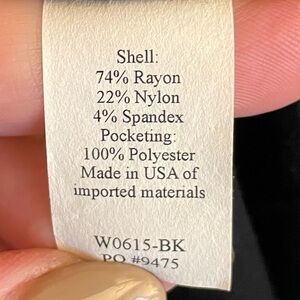 Shell:
74% Rayon
22% Nylon
4% Spandex
Pocketing:
100% Polyester
Made in USA of
imported materials
W0615-BK
PO #9475